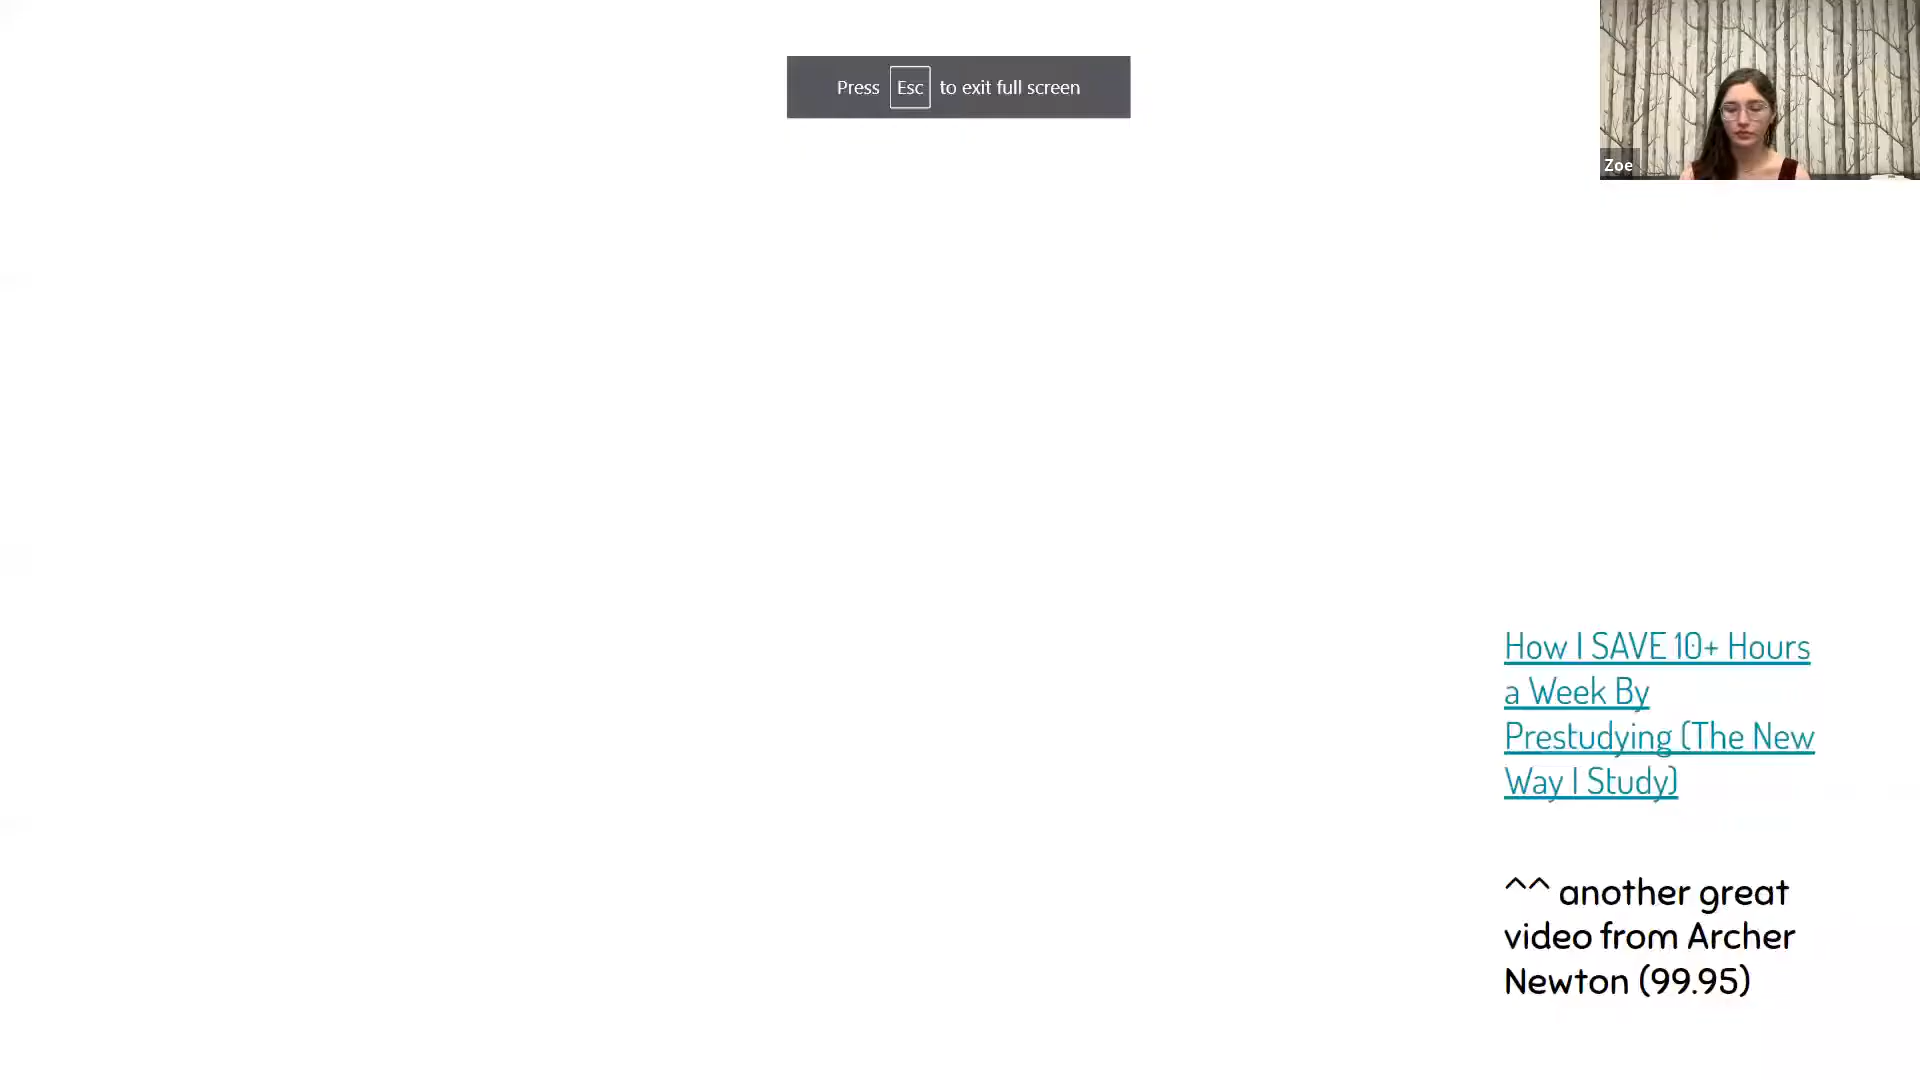 Press Esc to exit full screen
Zoe
How I SAVE 10+ Hours
a Week By
Prestudying (The New
Way I Study)
^^ another great
video from Archer
Newton (99.95)